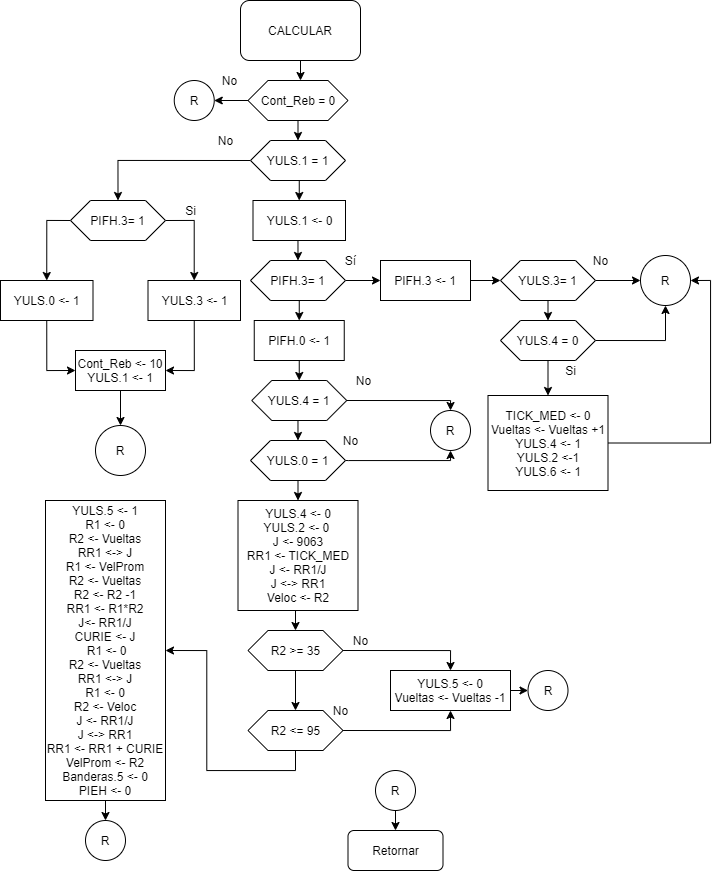 CALCULAR
No
R
Cont_Reb = 0
No
YULS.1 = 1
PIFH.3= 1
Si
YULS.1 <- 0
YULS.0 <- 1
YULS.3 <- 1
PIFH.3= 1
Sí
PIFH.3 <- 1
YULS.3= 1
No
R
PIFH.0 <- 1
YULS.4 = 0
Si
Cont_Reb <- 10
YULS.1 <- 1
R
YULS.4 = 1
No
R
YULS.0 = 1
No
TICK_MED <- 0
Vueltas <- Vueltas +1
YULS.4 <- 1
YULS.2 <-1
YULS.6 <- 1
YULS.4 <- 0
YULS.2 <- 0
J <- 9063
RR1 <- TICK_MED
J <- RR1/J
J <-> RR1
Veloc <- R2
R2 >= 35
No
YULS.5 <- 0
Vueltas <- Vueltas -1
R
R2 <= 95
No
YULS.5 <- 1
R1 <- 0
R2 <- Vueltas
RR1 <-> J
R1 <- VelProm
R2 <- Vueltas
R2 <- R2 -1
RR1 <- R1*R2
J<- RR1/J
CURIE <- J
R1 <- 0
R2 <- Vueltas
RR1 <-> J
R1 <- 0
R2 <- Veloc
J <- RR1/J
J <-> RR1
RR1 <- RR1 + CURIE
VelProm <- R2
Banderas.5 <- 0
PIEH <- 0
R
R
Retornar